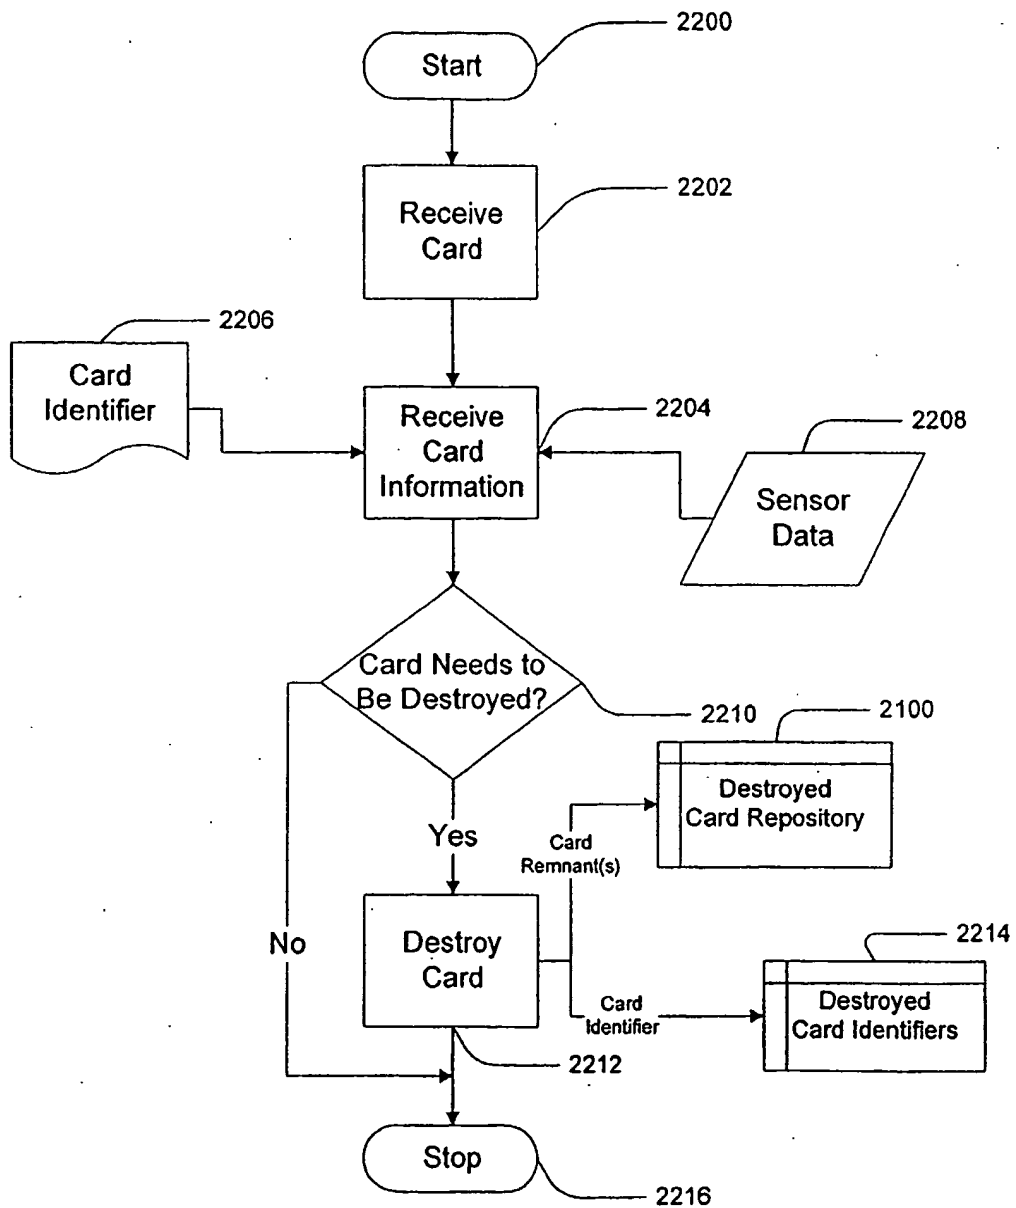 2200
Start
2202
Receive
Card
2206
Card
Identifier
2204
Receive
Card
Information
2208
Sensor
Data
Card Needs to
Be Destroyed?
2210
2100
Destroyed
Card Repository
Yes
Card
Remnant(s)
No
Destroy
Card
2214
Destroyed
Card Identifiers
Card
Identifier
2212
Stop
2216